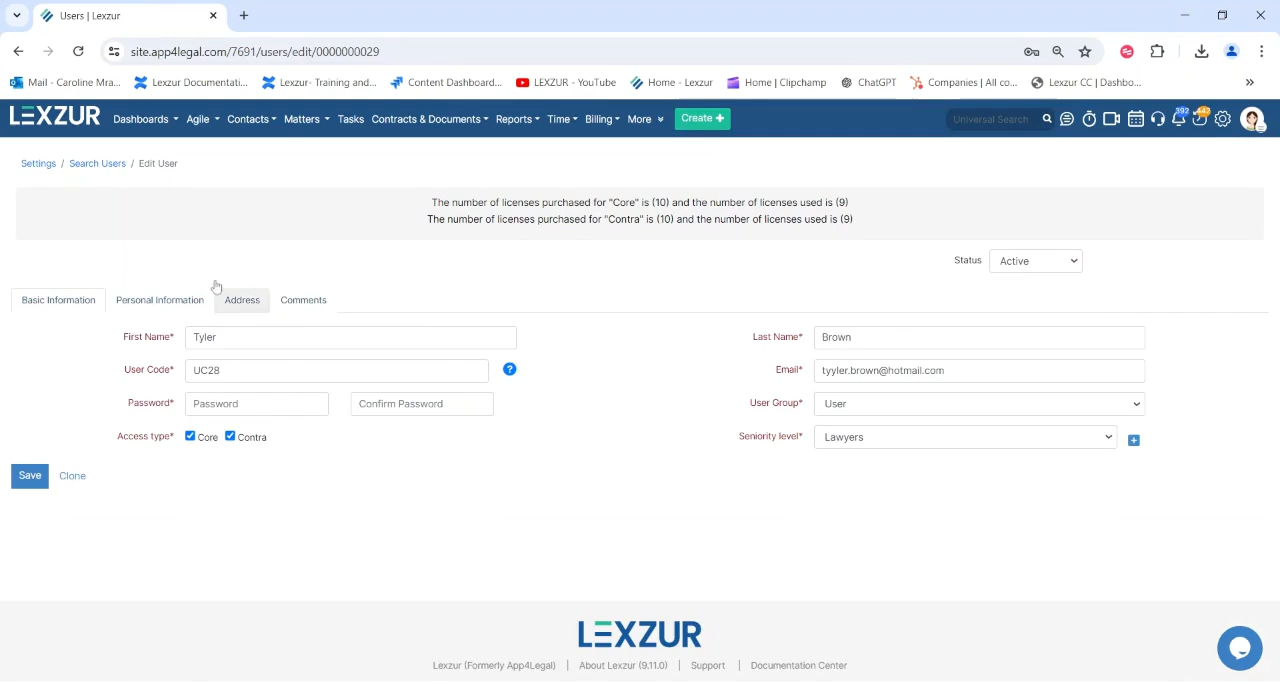 Users | Lexzur
site.app4legal.com/7691/users/edit/0000000029
Mail - Caroline Mra... Lexzur Documentati... Lexzur- Training and... Content Dashboard... LEXZUR - YouTube Home - Lexzur Home | Clipchamp ChatGPT Companies | All co... Lexzur CC | Dashbo... »
LEXZUR Dashboards Agile Contacts Matters Tasks Contracts & Documents Reports Time Billing More Create + Universal Search 392
Settings / Search Users / Edit User
The number of licenses purchased for "Core" is (10) and the number of licenses used is (9)
The number of licenses purchased for "Contra" is (10) and the number of licenses used is (9)
Status Active
Basic Information Personal Information Address Comments
First Name* Tyler Last Name* Brown
User Code* UC28 ? Email* tyyler.brown@hotmail.com
Password* Password Confirm Password User Group* User
Access type* Core Contra Seniority level* Lawyers +
Save Clone
LEXZUR
Lexzur (Formerly App4Legal) | About Lexzur (9.11.0) | Support | Documentation Center